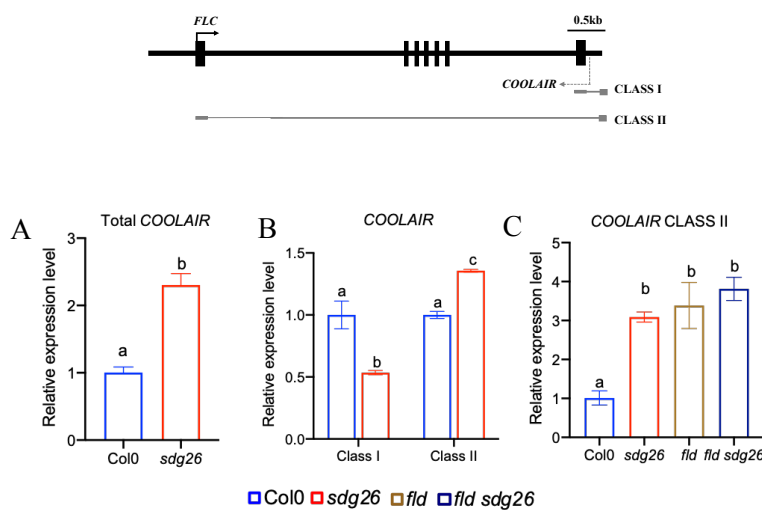 FLC
0.5kb
COOLAIR
CLASS I
CLASS II
A
Total COOLAIR
Relative expression level
3
2
1
0
a
b
Col0
sdg26
B
COOLAIR
Relative expression level
1.5
1.0
0.5
0.0
a
b
a
c
Class I
Class II
C
COOLAIR CLASS II
Relative expression level
5
4
3
2
1
0
a
b
b
b
Col0
sdg26
fld
fld sdg26
Col0 sdg26 fld fld sdg26